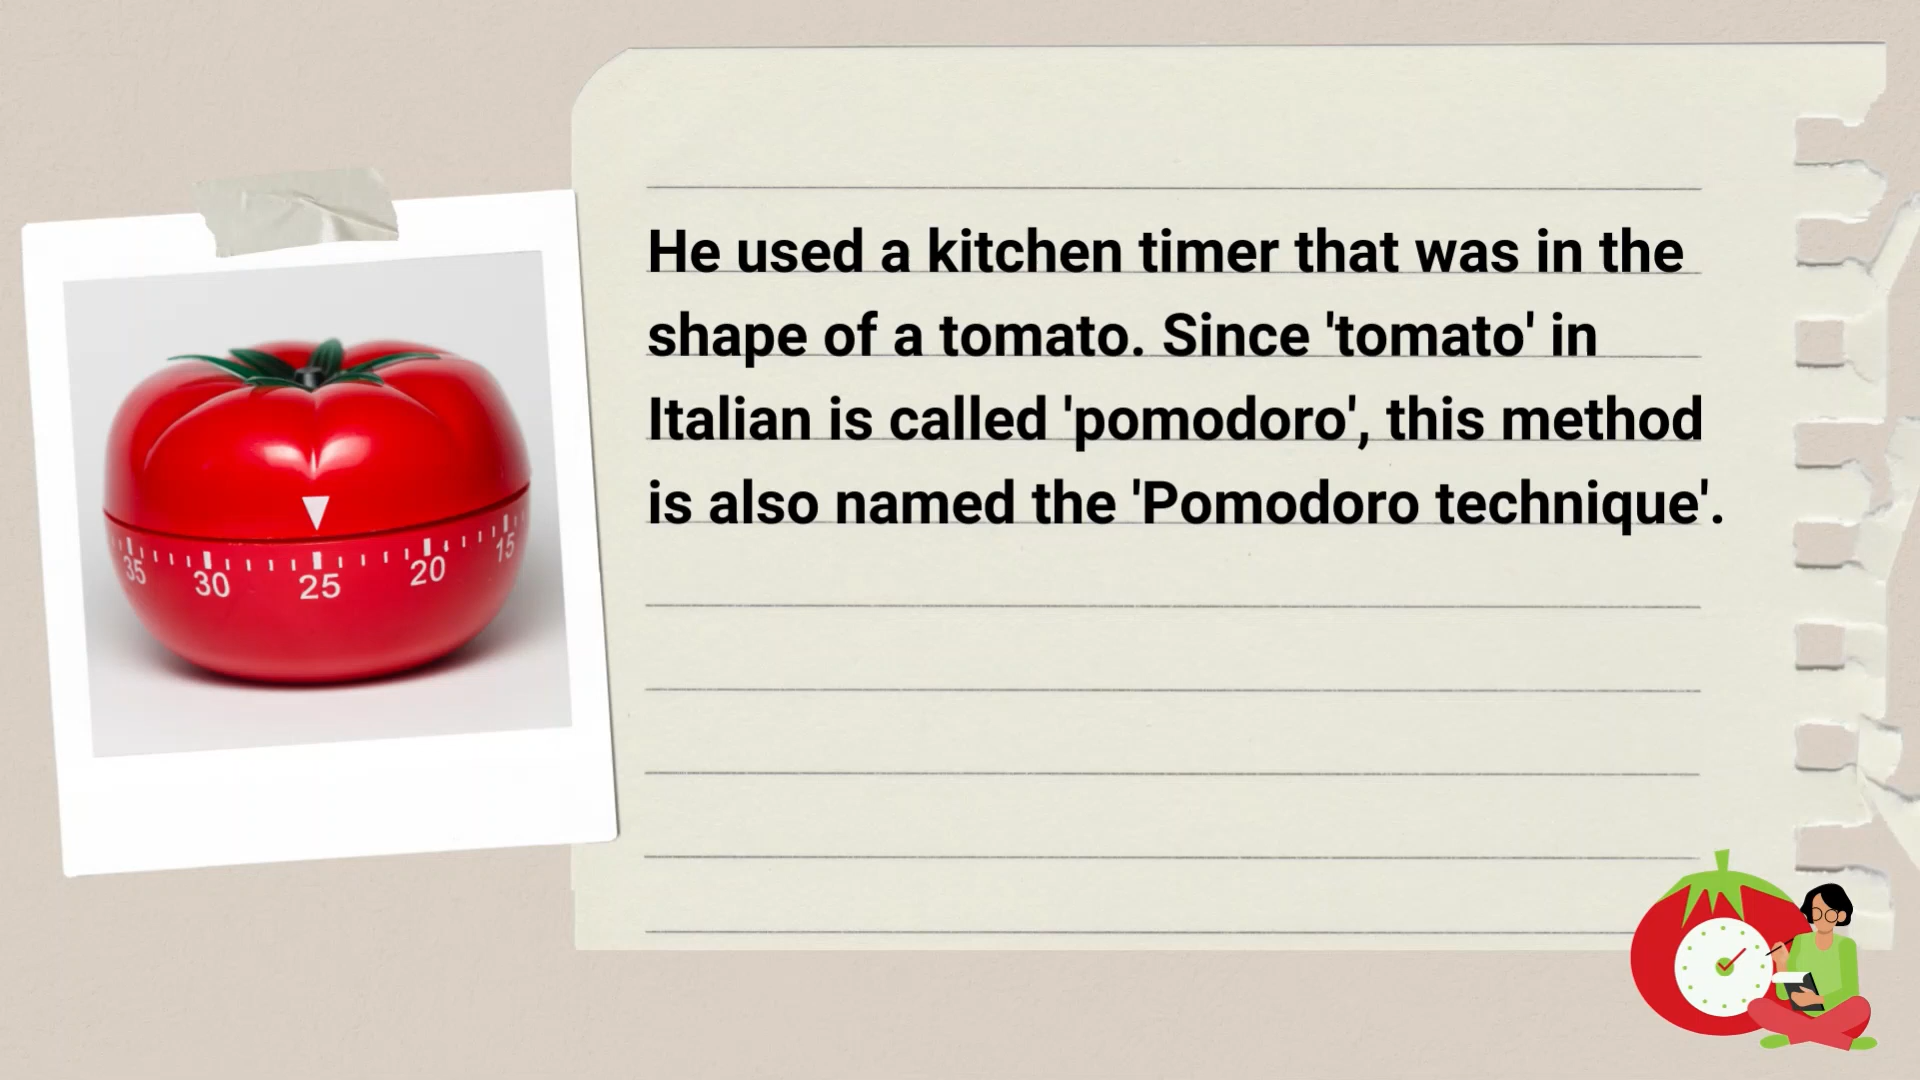 He used a kitchen timer that was in the
shape of a tomato. Since 'tomato' in
Italian is called 'pomodoro', this method
is also named the 'Pomodoro technique'.
35 30 25 20 15